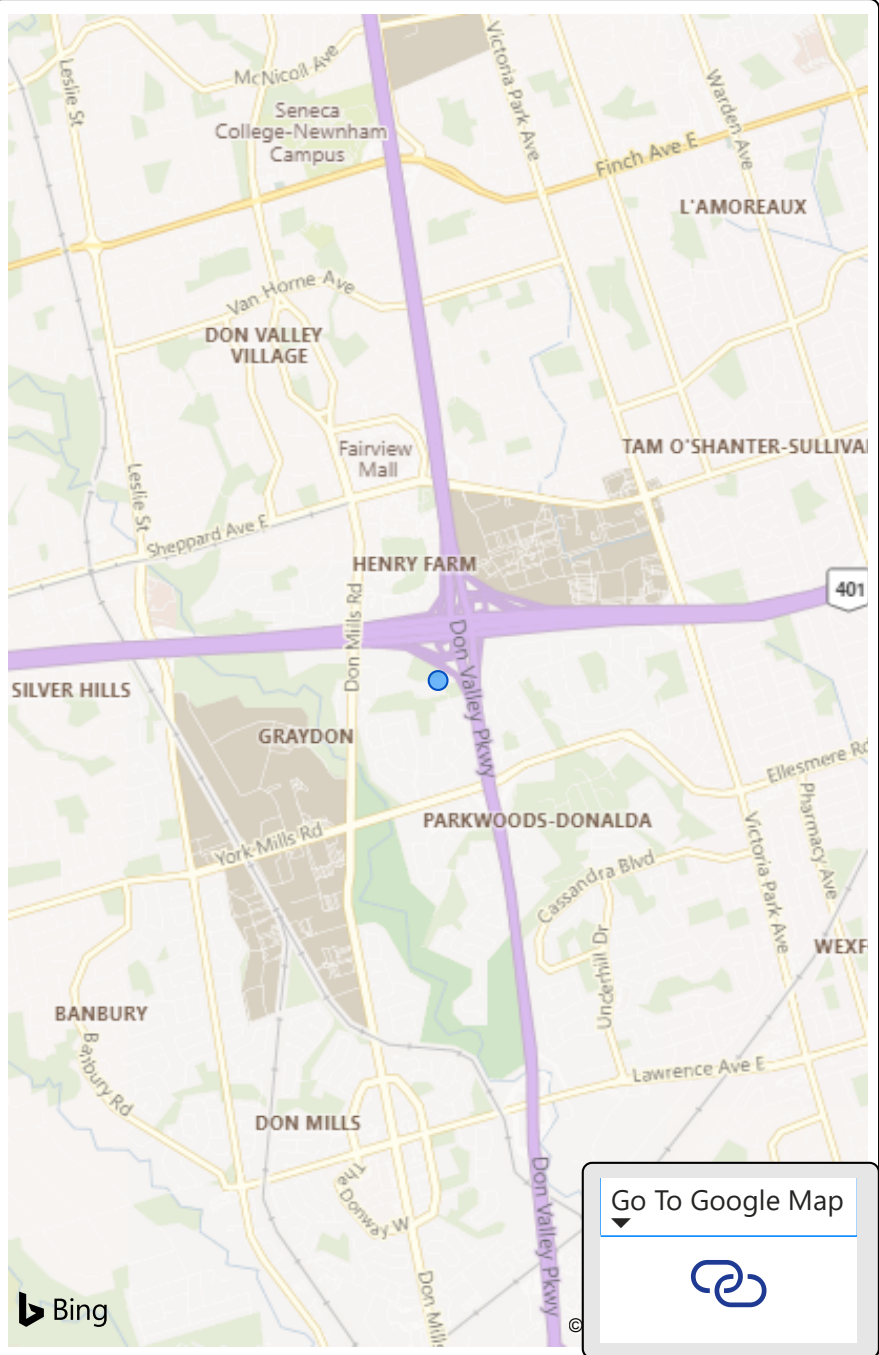 McNicoll Ave
Leslie St
Victoria Park Ave
Warden Ave
Seneca
College-Newnham
Campus
Finch Ave E
L'AMOREAUX
Van Horne Ave
DON VALLEY
VILLAGE
Fairview
Mall
TAM O'SHANTER-SULLIVA
Leslie St
Sheppard Ave E
HENRY FARM
401
Don Mills Rd
Don Valley Pkwy
SILVER HILLS
GRAYDON
Ellesmere Rd
Pharmacy Ave
PARKWOODS-DONALDA
York Mills Rd
Victoria Park Ave
Cassandra Blvd
Underhill Dr
WEXF
BANBURY
Banbury Rd
Lawrence Ave E
DON MILLS
The Donway W
Don Valley Pkwy
Don Mills
Go To Google Map
Bing
©